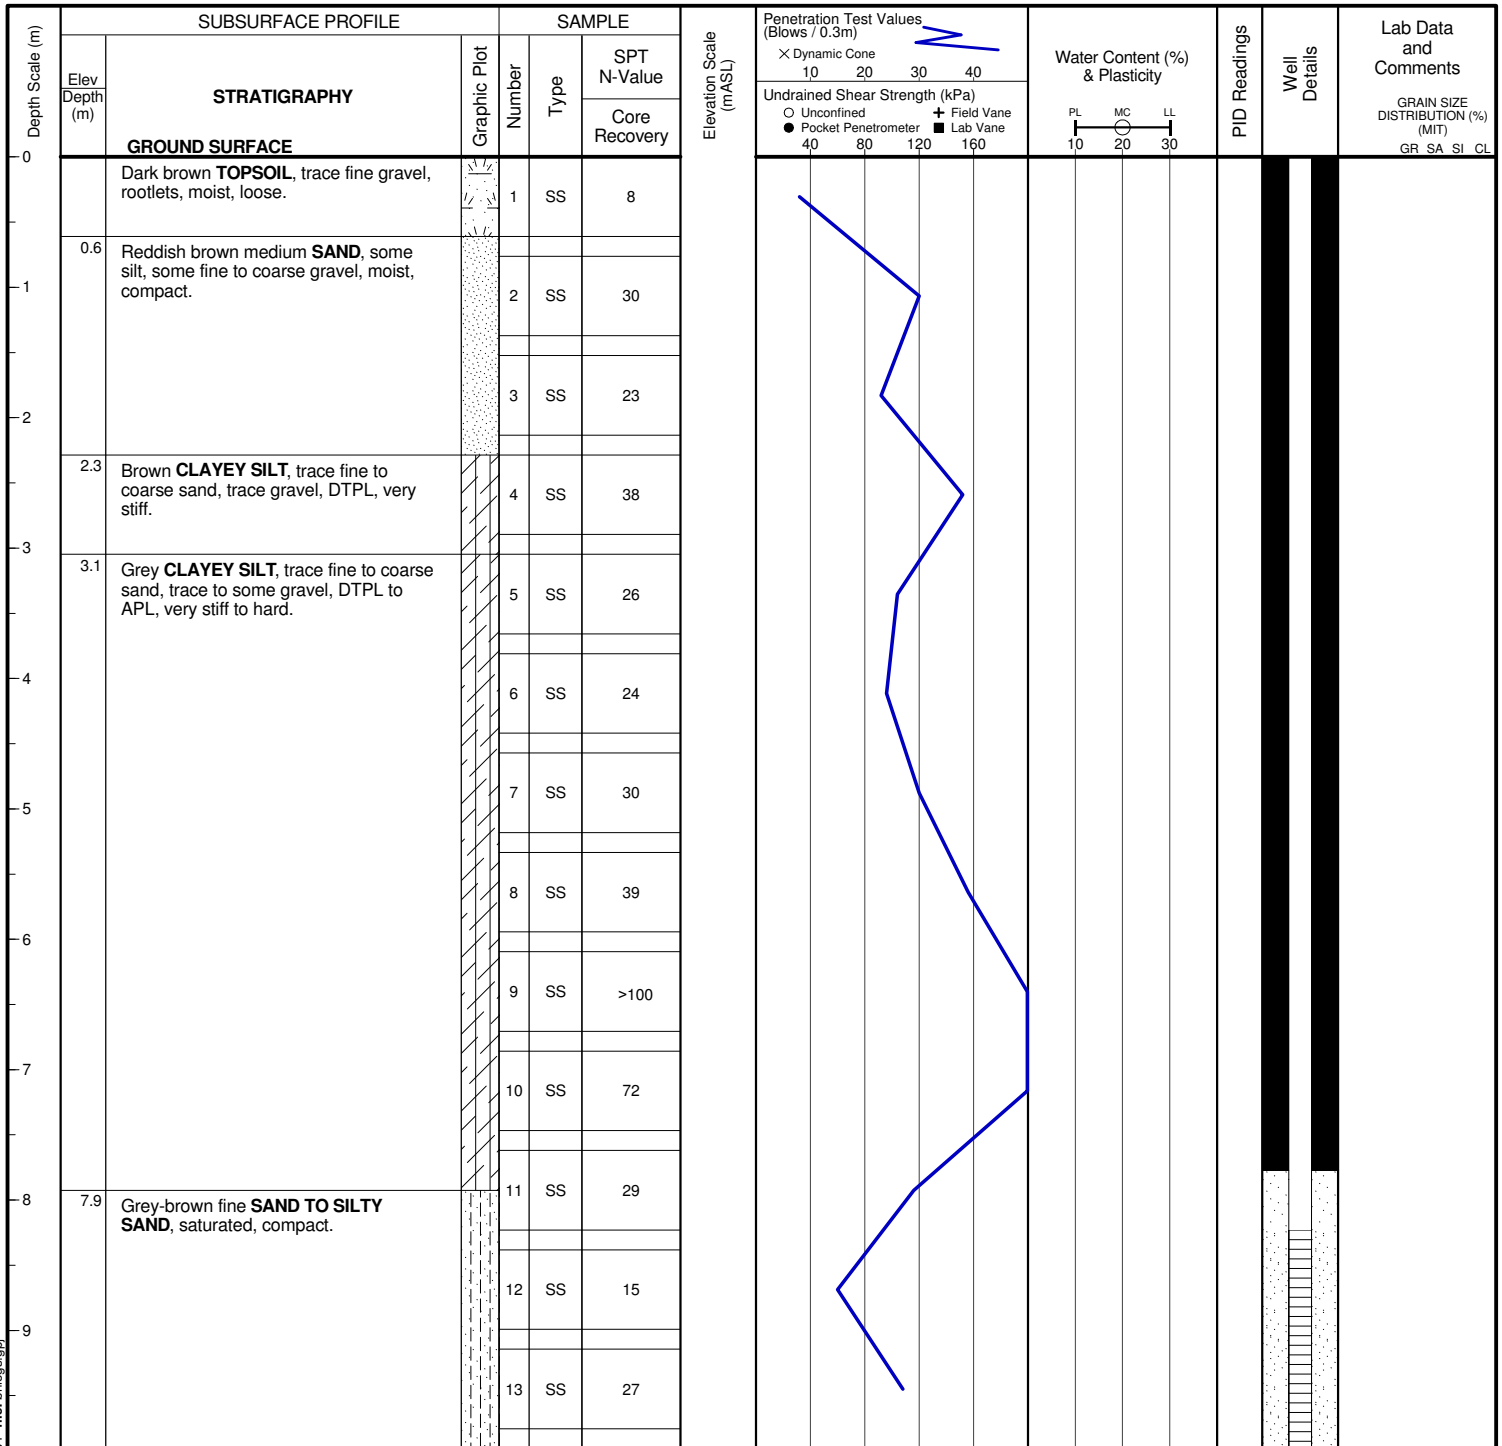 Depth Scale (m)
SUBSURFACE PROFILE
Elev
Depth
(m)
STRATIGRAPHY
GROUND SURFACE
Graphic Plot
SAMPLE
Number
Type
SPT
N-Value
Core
Recovery
Elevation Scale
(mASL)
Penetration Test Values
(Blows / 0.3m)
× Dynamic Cone
10 20 30 40
Undrained Shear Strength (kPa)
○ Unconfined + Field Vane
● Pocket Penetrometer ■ Lab Vane
40 80 120 160
Water Content (%)
& Plasticity
PL MC LL
10 20 30
PID Readings
Well
Details
Lab Data
and
Comments
GRAIN SIZE
DISTRIBUTION (%)
(MIT)
GR SA SI CL
0
Dark brown TOPSOIL, trace fine gravel,
rootlets, moist, loose.
1 SS 8
0.6
Reddish brown medium SAND, some
silt, some fine to coarse gravel, moist,
compact.
1
2 SS 30
3 SS 23
2
2.3
Brown CLAYEY SILT, trace fine to
coarse sand, trace gravel, DTPL, very
stiff.
4 SS 38
3
3.1
Grey CLAYEY SILT, trace fine to coarse
sand, trace to some gravel, DTPL to
APL, very stiff to hard.
5 SS 26
4
6 SS 24
7 SS 30
5
8 SS 39
6
9 SS >100
7
10 SS 72
11 SS 29
8
7.9
Grey-brown fine SAND TO SILTY
SAND, saturated, compact.
12 SS 15
9
13 SS 27